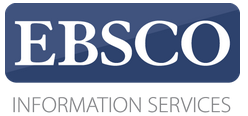 EBSCO
INFORMATION SERVICES